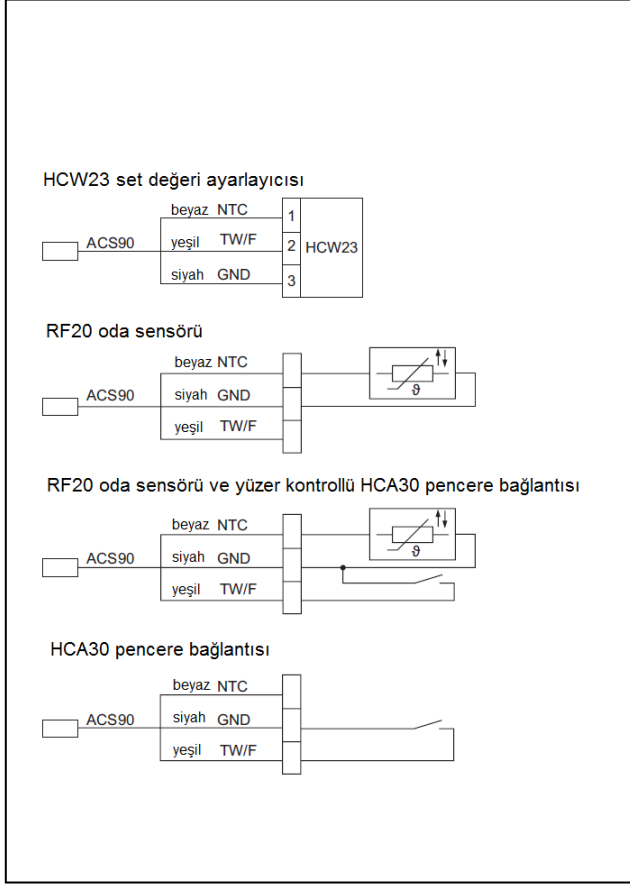 HCW23 set değeri ayarlayıcısı
beyaz NTC
1
ACS90
yeşil TW/F
2
HCW23
siyah GND
3
RF20 oda sensörü
beyaz NTC
ACS90
siyah GND
ϑ
yeşil TW/F
RF20 oda sensörü ve yüzer kontrollü HCA30 pencere bağlantısı
beyaz NTC
ACS90
siyah GND
ϑ
yeşil TW/F
HCA30 pencere bağlantısı
beyaz NTC
ACS90
siyah GND
yeşil TW/F